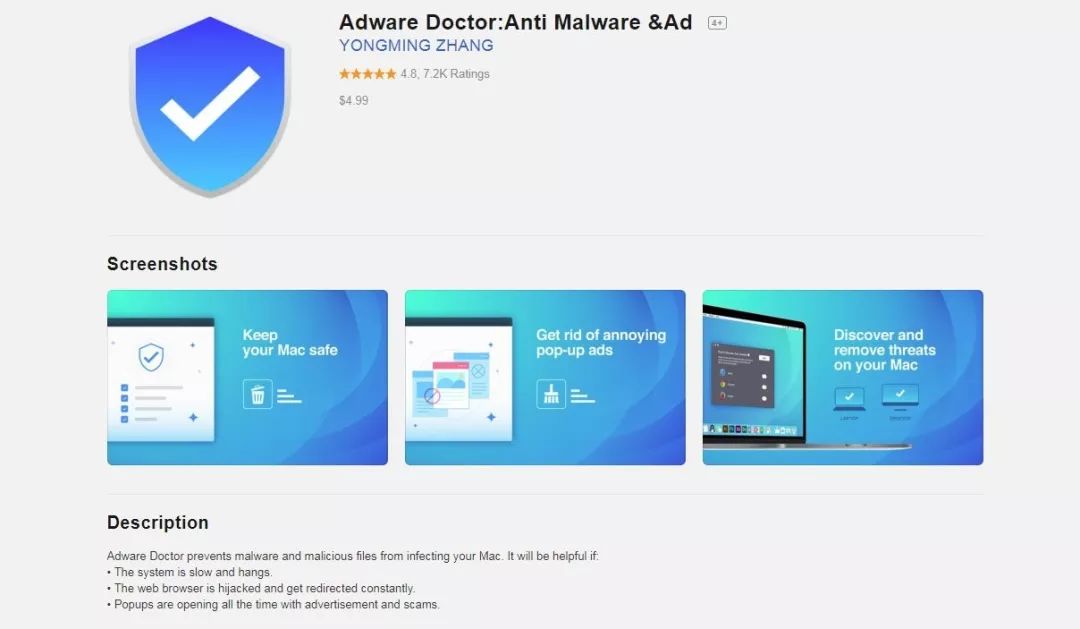 Adware Doctor:Anti Malware &Ad 4+
YONGMING ZHANG
4.8, 7.2K Ratings
$4.99
Screenshots
Keep
your Mac safe
Get rid of annoying
pop-up ads
Discover and
remove threats
on your Mac
LAPTOP
DESKTOP
Description
Adware Doctor prevents malware and malicious files from infecting your Mac. It will be helpful if:
• The system is slow and hangs.
• The web browser is hijacked and get redirected constantly.
• Popups are opening all the time with advertisement and scams.